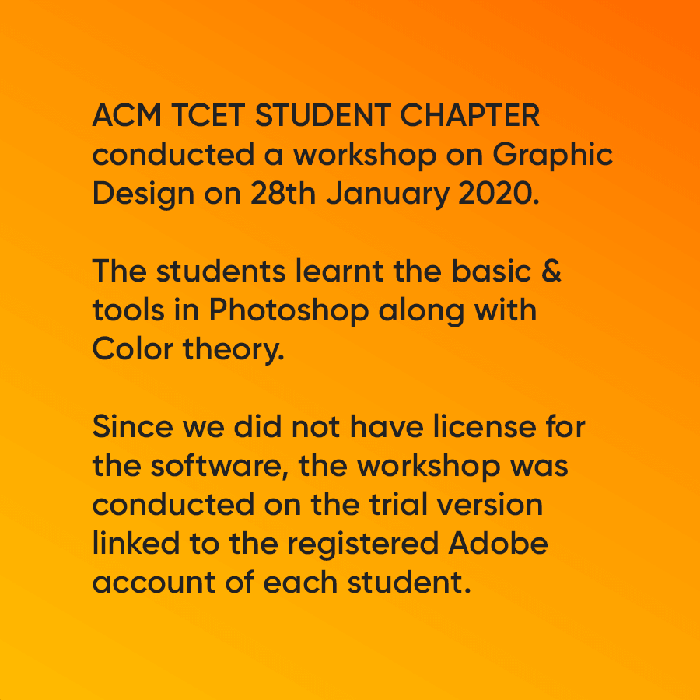 ACM TCET STUDENT CHAPTER
conducted a workshop on Graphic
Design on 28th January 2020.
The students learnt the basic &
tools in Photoshop along with
Color theory.
Since we did not have license for
the software, the workshop was
conducted on the trial version
linked to the registered Adobe
account of each student.